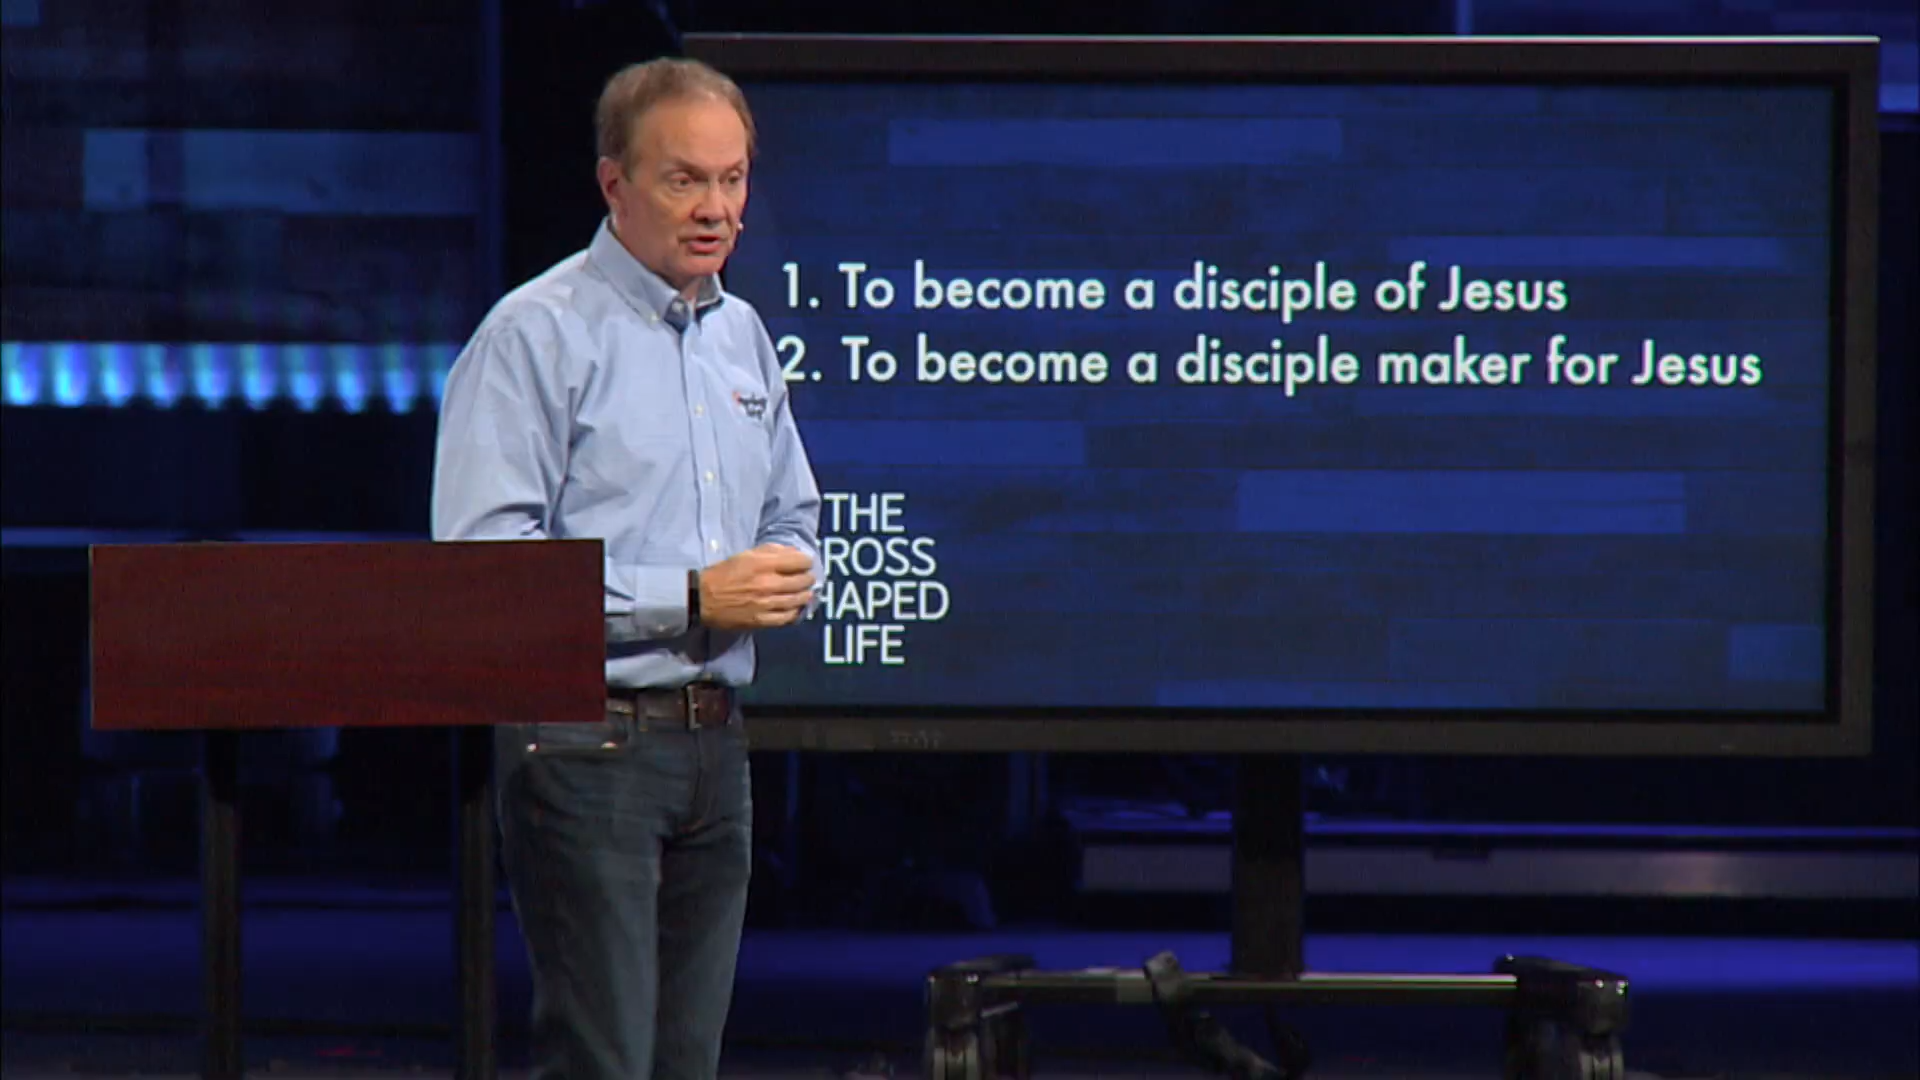 1. To become a disciple of Jesus
2. To become a disciple maker for Jesus
THE
ROSS
HAPED
LIFE